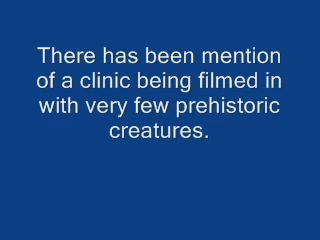 There has been mention
of a clinic being filmed in
with very few prehistoric
creatures.